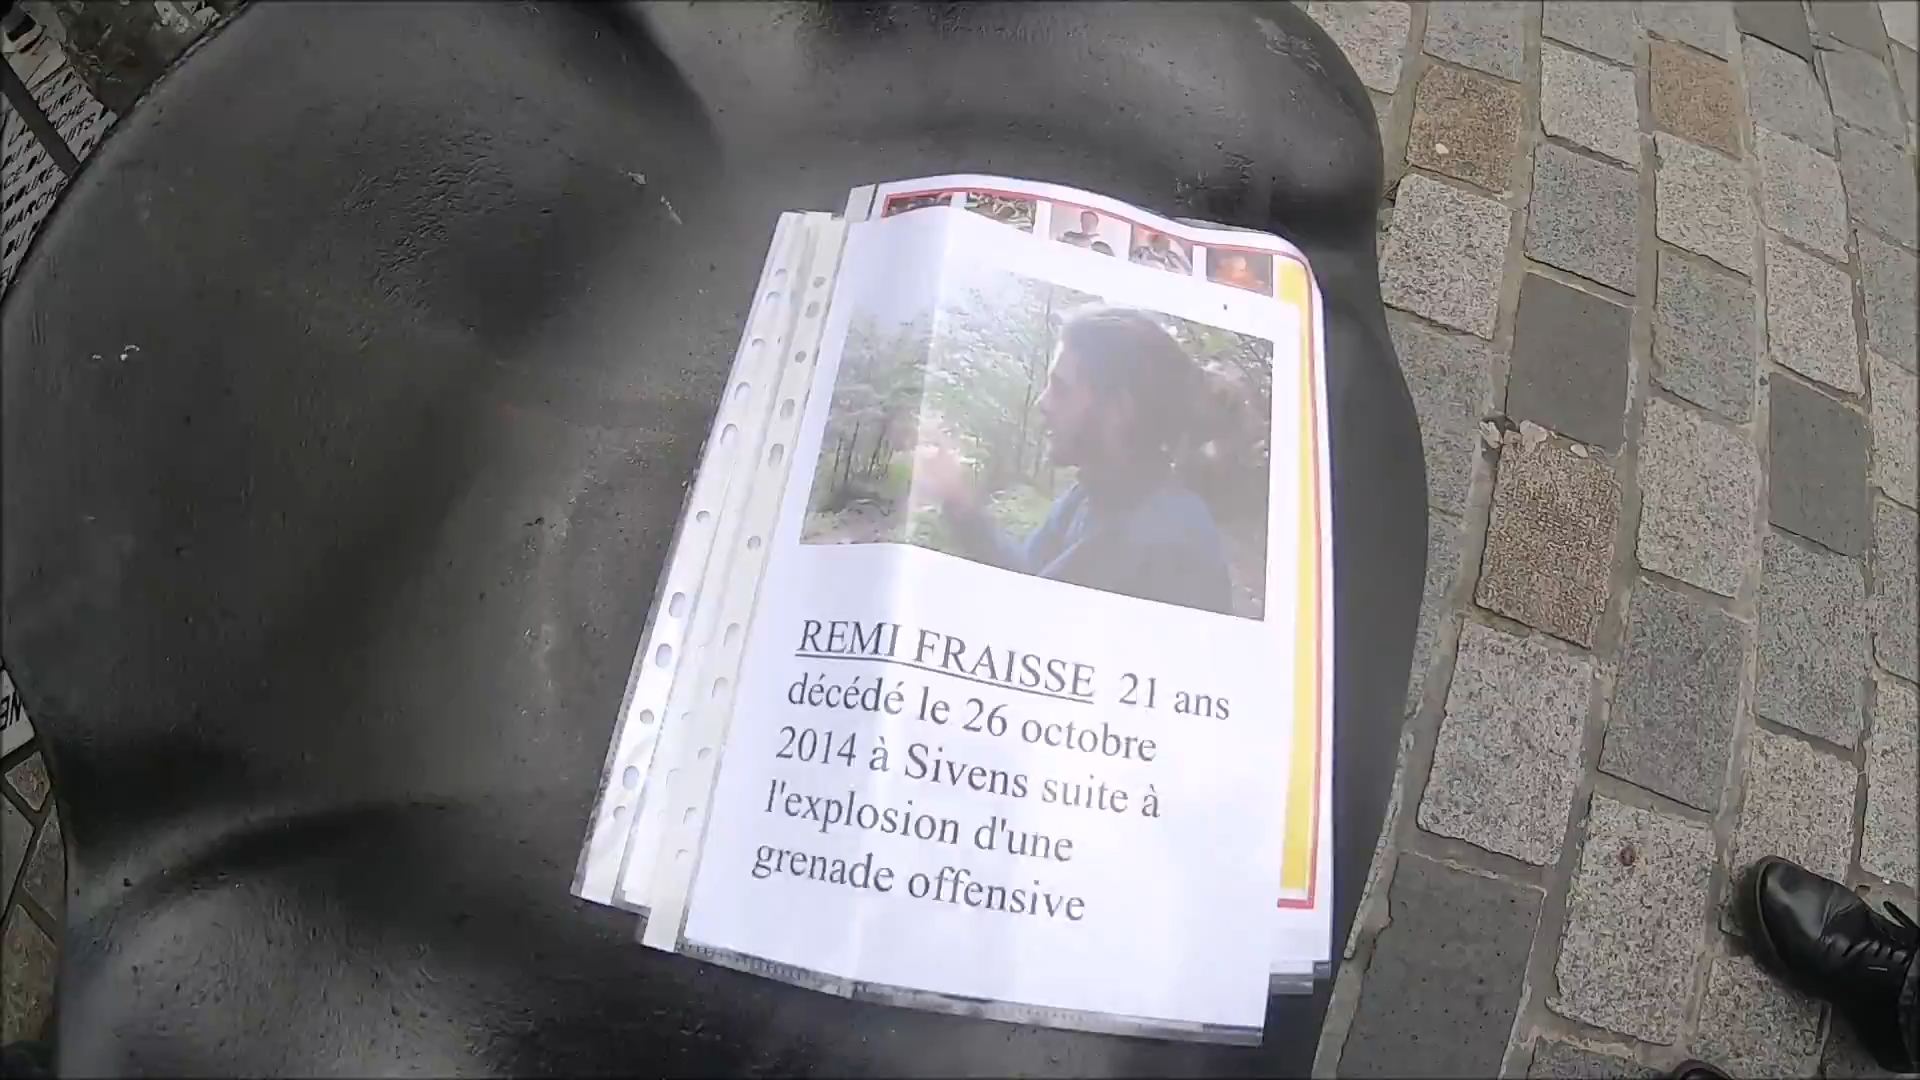 REMI FRAISSE 21 ans
décédé le 26 octobre
2014 à Sivens suite à
l'explosion d'une
grenade offensive